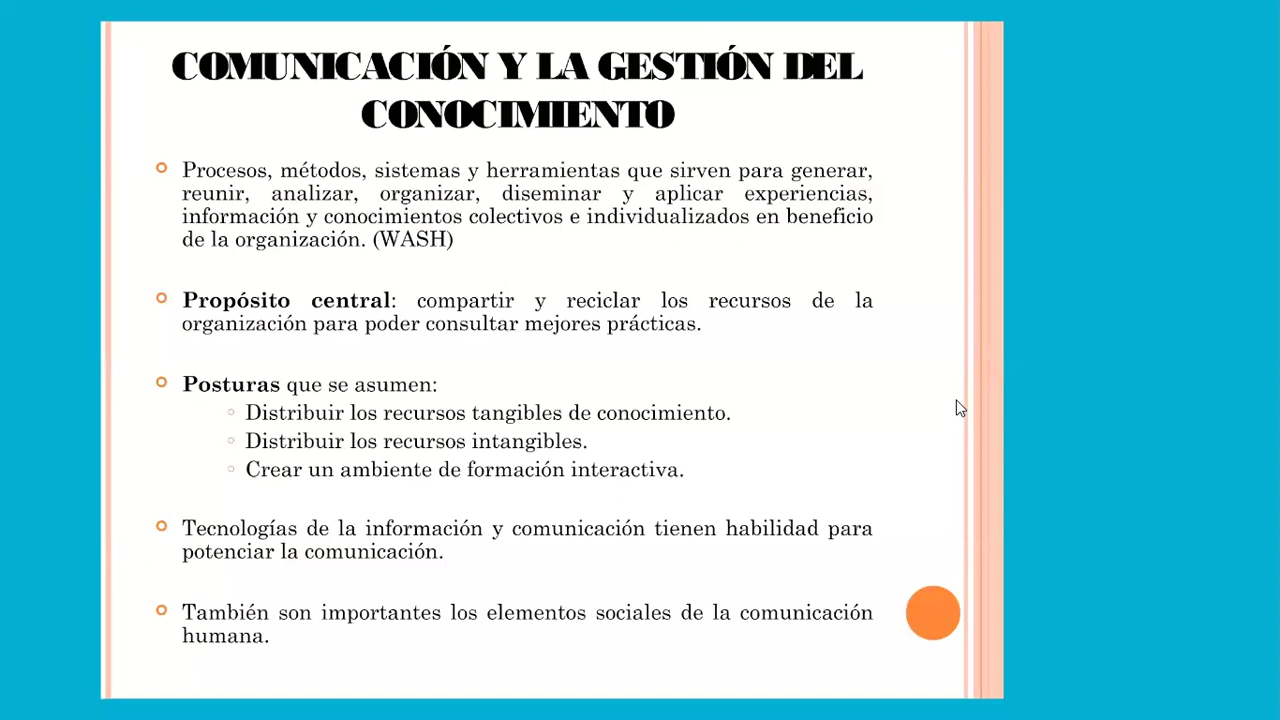 COMUNICACIÓN Y LA GESTIÓN DEL
CONOCIMIENTO
Procesos, métodos, sistemas y herramientas que sirven para generar,
reunir, analizar, organizar, diseminar y aplicar experiencias,
información y conocimientos colectivos e individualizados en beneficio
de la organización. (WASH)
Propósito central: compartir y reciclar los recursos de la
organización para poder consultar mejores prácticas.
Posturas que se asumen:
Distribuir los recursos tangibles de conocimiento.
Distribuir los recursos intangibles.
Crear un ambiente de formación interactiva.
Tecnologías de la información y comunicación tienen habilidad para
potenciar la comunicación.
También son importantes los elementos sociales de la comunicación
humana.